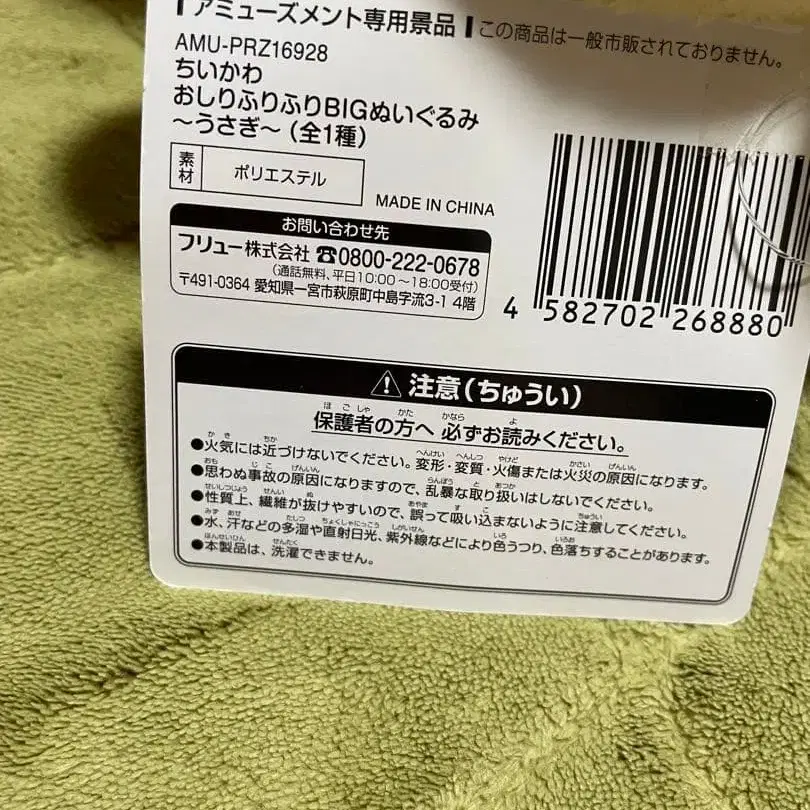 アミューズメント専用景品 この商品は一般市販されておりません。
AMU-PRZ16928
ちいかわ
おしりふりふりBIGぬいぐるみ
～うさぎ～(全1種)
素材 ポリエステル
MADE IN CHINA
お問い合わせ先
フリュー株式会社 ☎0800-222-0678
(通話無料、平日10:00～18:00受付)
〒491-0364 愛知県一宮市萩原町中島字流3-1 4階
4 582702 268880
⚠ 注意(ちゅうい)
保護者の方へ 必ずお読みください。
●火気には近づけないでください。変形・変質・火傷または火災の原因になります。
●思わぬ事故の原因になりますので、乱暴な取り扱いはしないでください。
●性質上、繊維が抜けやすいので、誤って吸い込まないように注意してください。
●水、汗などの多湿や直射日光、紫外線などにより色うつり、色落ちすることがあります。
●本製品は、洗濯できません。